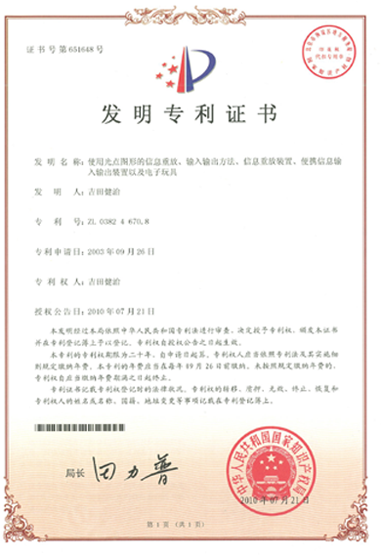 证书号第651648号
发明专利证书
发 明 名 称：使用光点图形的信息重放、输入输出方法、信息重放装置、便携信息输
入输出装置以及电子玩具
发 明 人：吉田健治
专 利 号：ZL 0382 4 670.8
专利申请日：2003年09月26日
专 利 权 人：吉田健治
授权公告日：2010年07月21日
本发明经过本局依照中华人民共和国专利法进行审查，决定授予专利权，颁发本证书
并在专利登记簿上予以登记。专利权自授权公告之日起生效。
本专利的专利权期限为二十年，自申请日起算。专利权人应当依照专利法及其实施细
则规定缴纳年费。本专利的年费应当在每年09月26日前缴纳。未按照规定缴纳年费的，
专利权自应当缴纳年费期满之日起终止。
专利证书记载专利权登记时的法律状况。专利权的转移、质押、无效、终止、恢复和
专利权人的姓名或名称、国籍、地址变更等事项记载在专利登记簿上。
局长 田力普
中华人民共和国国家知识产权局
2010年07月21日
第 1 页（共 1 页）